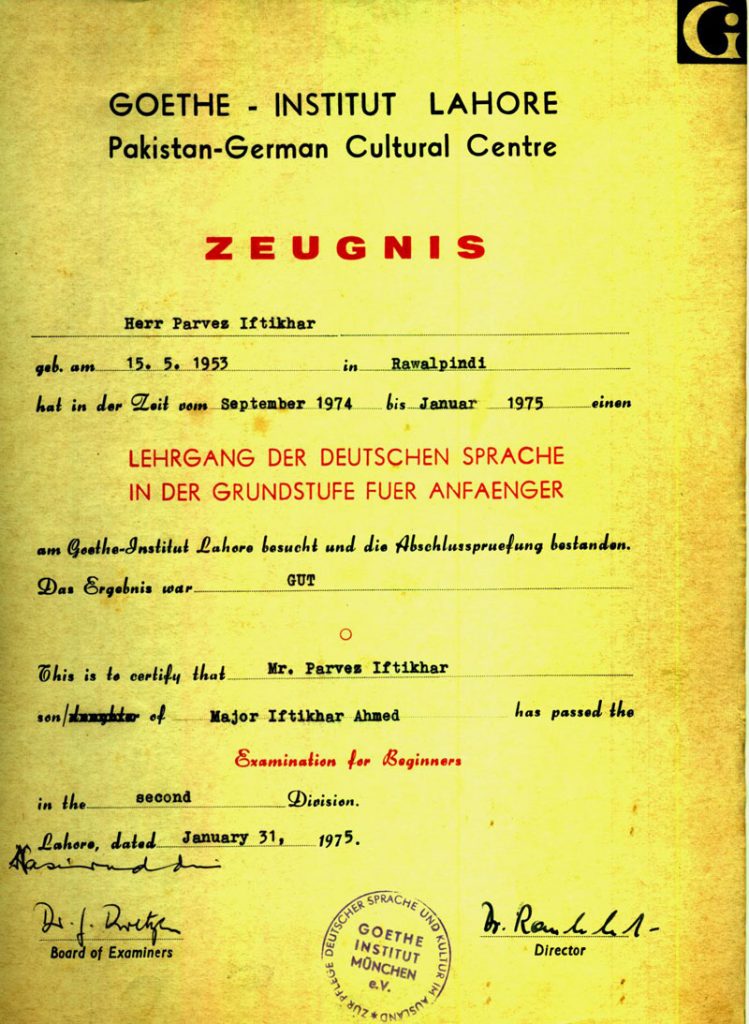 Gi
GOETHE - INSTITUT LAHORE
Pakistan-German Cultural Centre
ZEUGNIS
Herr Parvez Iftikhar
geb. am 15. 5. 1953 in Rawalpindi
hat in der Zeit vom September 1974 bis Januar 1975 einen
LEHRGANG DER DEUTSCHEN SPRACHE
IN DER GRUNDSTUFE FUER ANFAENGER
am Goethe-Institut Lahore besucht und die Abschlusspruefung bestanden.
Das Ergebnis war GUT
This is to certify that Mr. Parvez Iftikhar
son/daughter of Major Iftikhar Ahmed has passed the
Examination for Beginners
in the second Division.
Lahore, dated January 31, 1975.
Nasiruddin
Dr. J.
Board of Examiners
Dr.
Director
ZUR PFLEGE DEUTSCHER SPRACHE UND KULTUR IM AUSLAND
GOETHE
INSTITUT
MÜNCHEN
e.V.